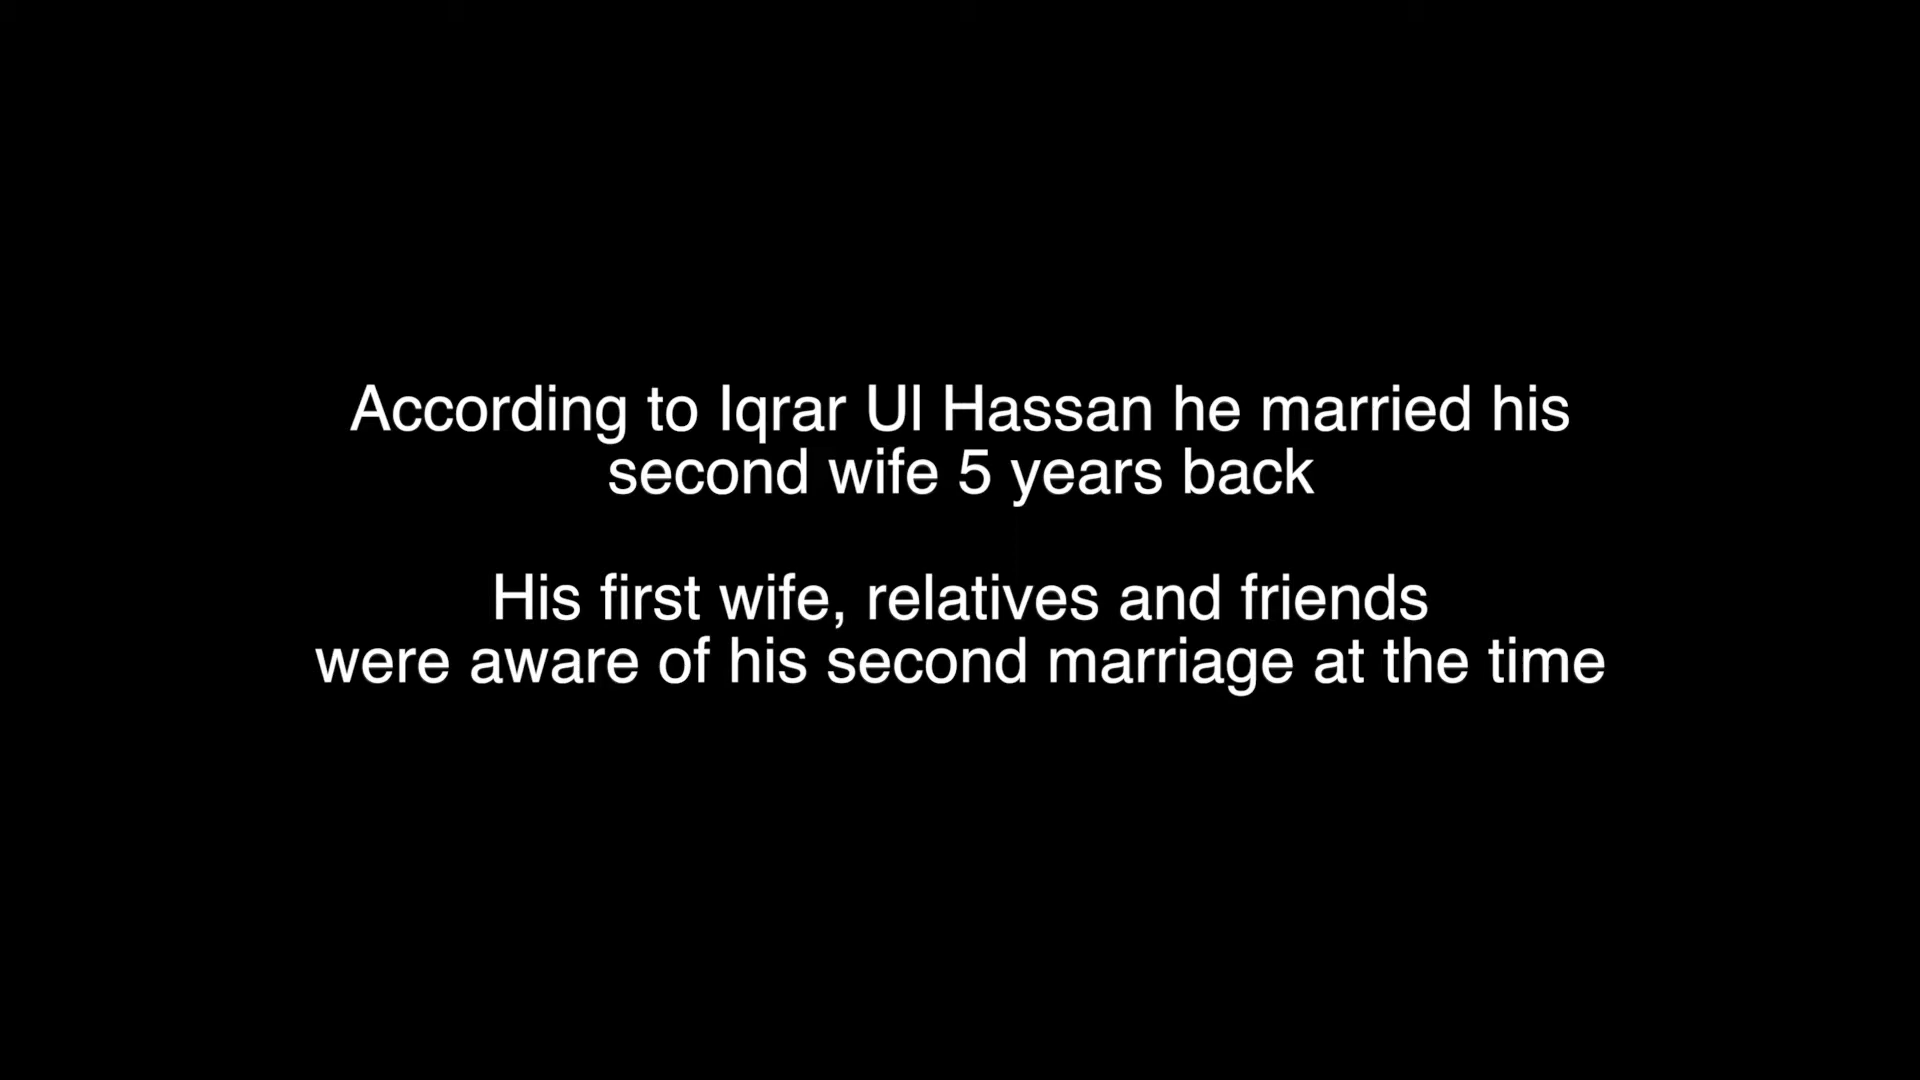 According to Iqrar Ul Hassan he married his
second wife 5 years back
His first wife, relatives and friends
were aware of his second marriage at the time